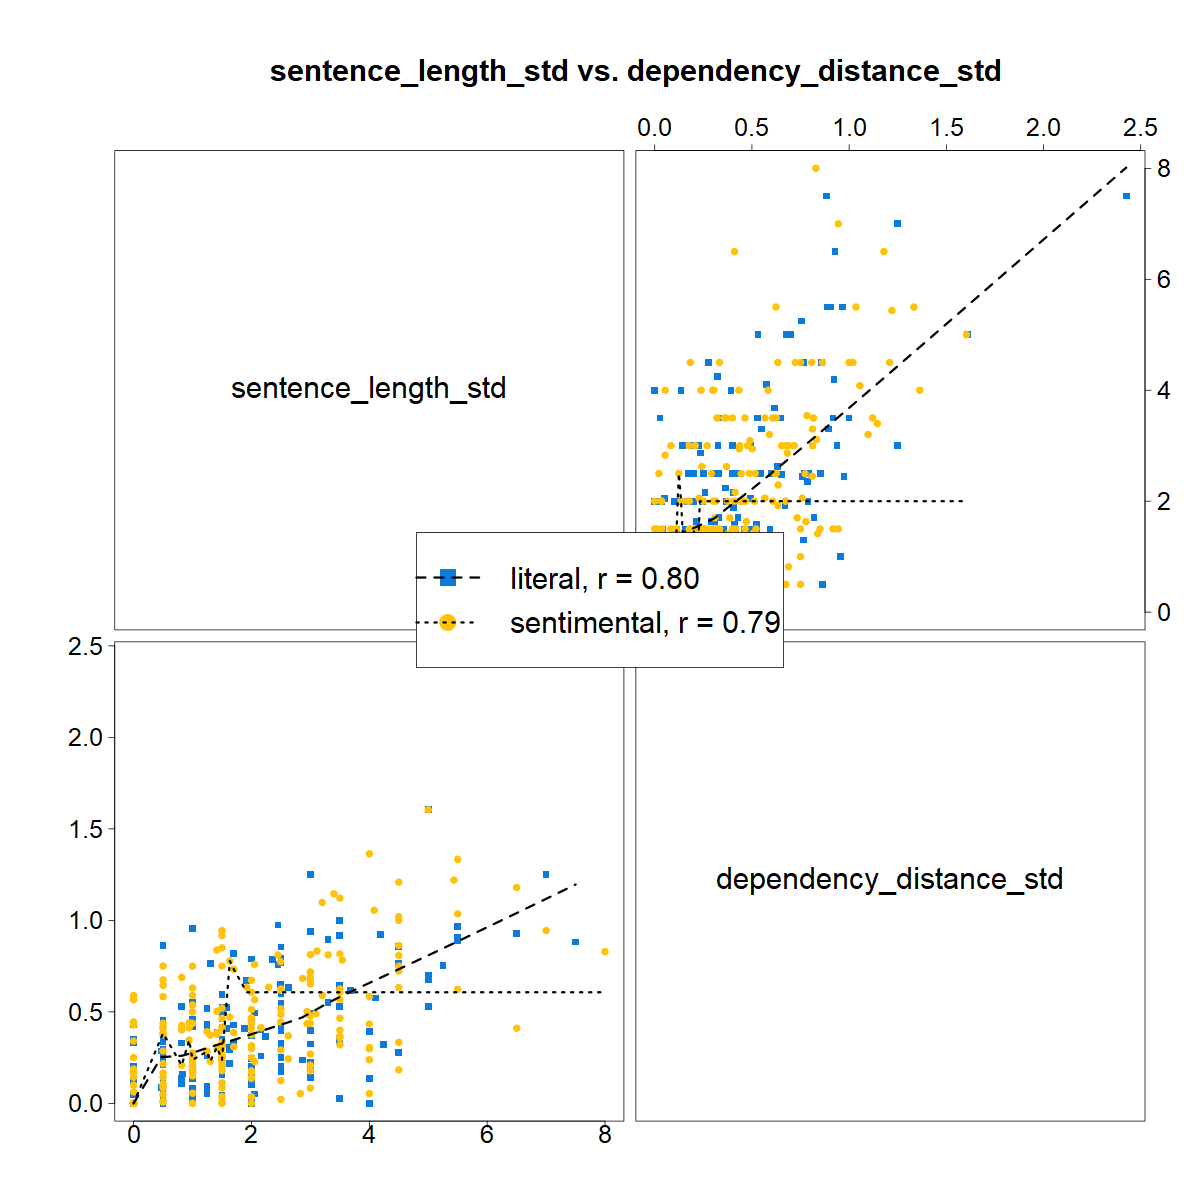 sentence_length_std vs. dependency_distance_std
0.0 0.5 1.0 1.5 2.0 2.5
8
6
sentence_length_std
4
2
literal, r = 0.80
0
sentimental, r = 0.79
2.5
2.0
1.5
dependency_distance_std
1.0
0.5
0.0
0 2 4 6 8